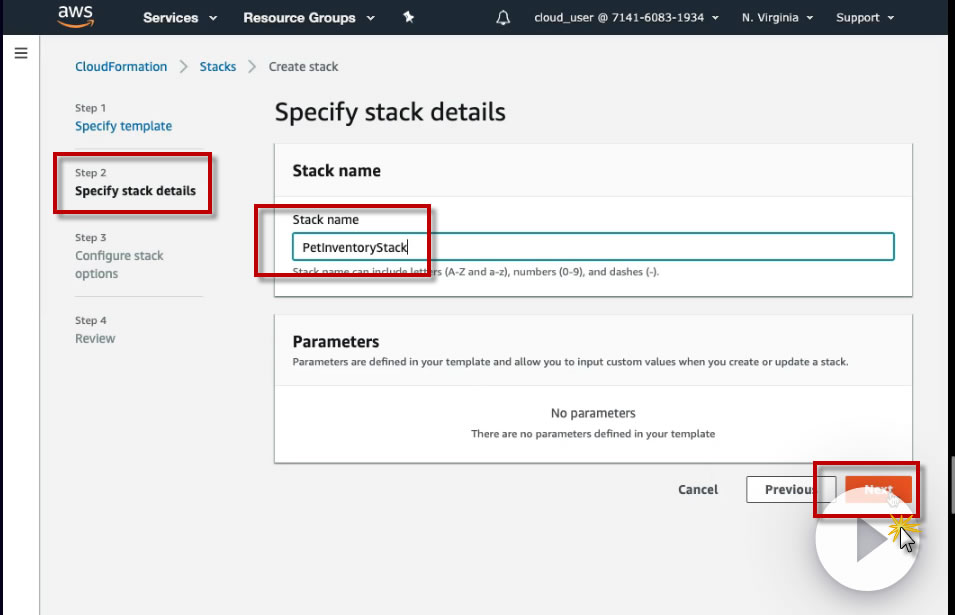 aws Services Resource Groups cloud_user @ 7141-6083-1934 N. Virginia Support
CloudFormation Stacks Create stack
Step 1
Specify template
Step 2
Specify stack details
Step 3
Configure stack
options
Step 4
Review
Specify stack details
Stack name
Stack name
PetInventoryStack
Stack name can include letters (A-Z and a-z), numbers (0-9), and dashes (-).
Parameters
Parameters are defined in your template and allow you to input custom values when you create or update a stack.
No parameters
There are no parameters defined in your template
Cancel Previous Next